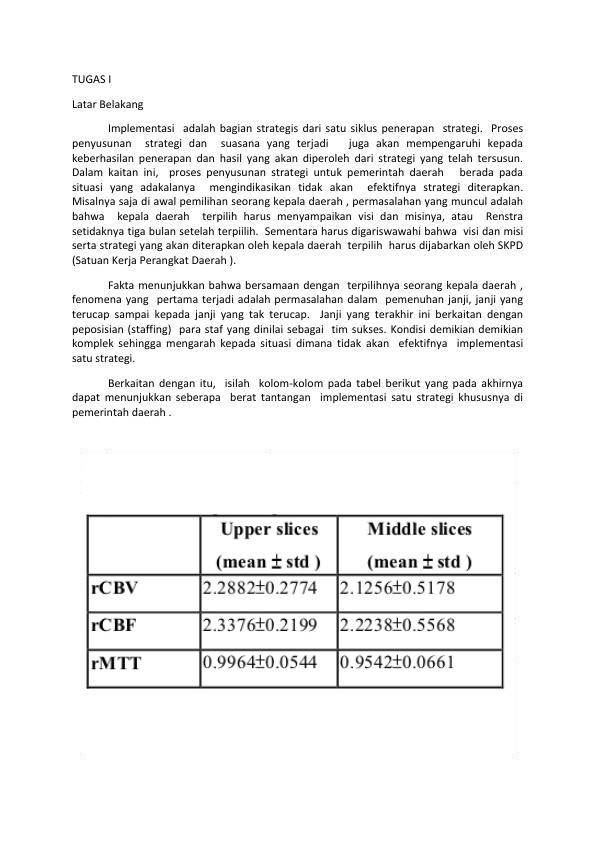 TUGAS I
Latar Belakang
Implementasi adalah bagian strategis dari satu siklus penerapan strategi. Proses
penyusunan strategi dan suasana yang terjadi juga akan mempengaruhi kepada
keberhasilan penerapan dan hasil yang akan diperoleh dari strategi yang telah tersusun.
Dalam kaitan ini, proses penyusunan strategi untuk pemerintah daerah berada pada
situasi yang adakalanya mengindikasikan tidak akan efektifnya strategi diterapkan.
Misalnya saja di awal pemilihan seorang kepala daerah , permasalahan yang muncul adalah
bahwa kepala daerah terpilih harus menyampaikan visi dan misinya, atau Renstra
setidaknya tiga bulan setelah terpiilih. Sementara harus digariswawahi bahwa visi dan misi
serta strategi yang akan diterapkan oleh kepala daerah terpilih harus dijabarkan oleh SKPD
(Satuan Kerja Perangkat Daerah ).
Fakta menunjukkan bahwa bersamaan dengan terpilihnya seorang kepala daerah ,
fenomena yang pertama terjadi adalah permasalahan dalam pemenuhan janji, janji yang
terucap sampai kepada janji yang tak terucap. Janji yang terakhir ini berkaitan dengan
peposisian (staffing) para staf yang dinilai sebagai tim sukses. Kondisi demikian demikian
komplek sehingga mengarah kepada situasi dimana tidak akan efektifnya implementasi
satu strategi.
Berkaitan dengan itu, isilah kolom-kolom pada tabel berikut yang pada akhirnya
dapat menunjukkan seberapa berat tantangan implementasi satu strategi khususnya di
pemerintah daerah .
Upper slices Middle slices
(mean ± std ) (mean ± std )
rCBV 2.2882±0.2774 2.1256±0.5178
rCBF 2.3376±0.2199 2.2238±0.5568
rMTT 0.9964±0.0544 0.9542±0.0661